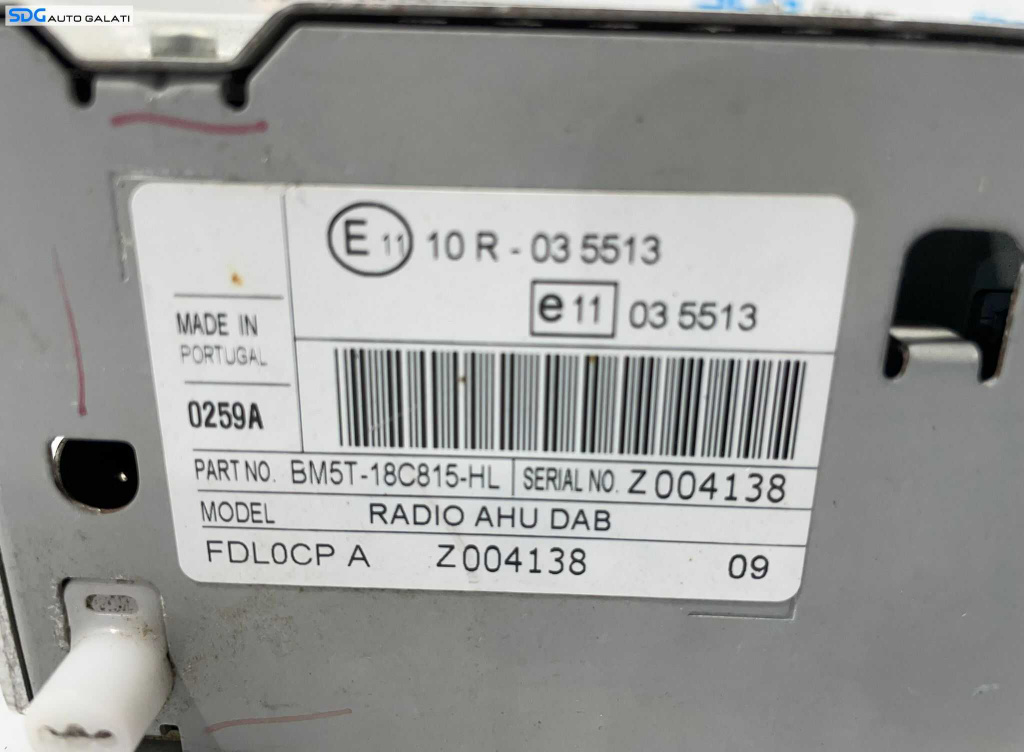 SDG AUTO GALATI
E 11 10 R - 03 5513
e 11 03 5513
MADE IN
PORTUGAL
0259A
PART NO. BM5T-18C815-HL SERIAL NO. Z004138
MODEL RADIO AHU DAB
FDL0CP A Z004138 09